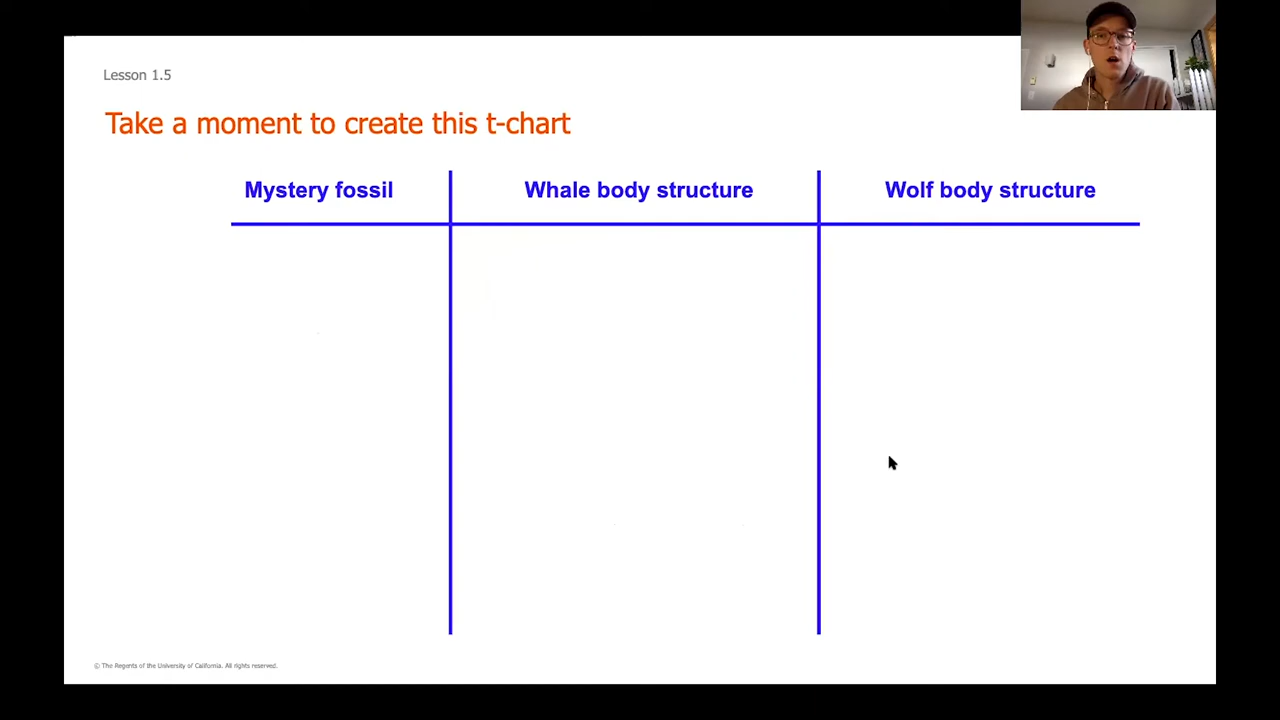 Lesson 1.5
Take a moment to create this t-chart
Mystery fossil
Whale body structure
Wolf body structure
© The Regents of the University of California. All rights reserved.